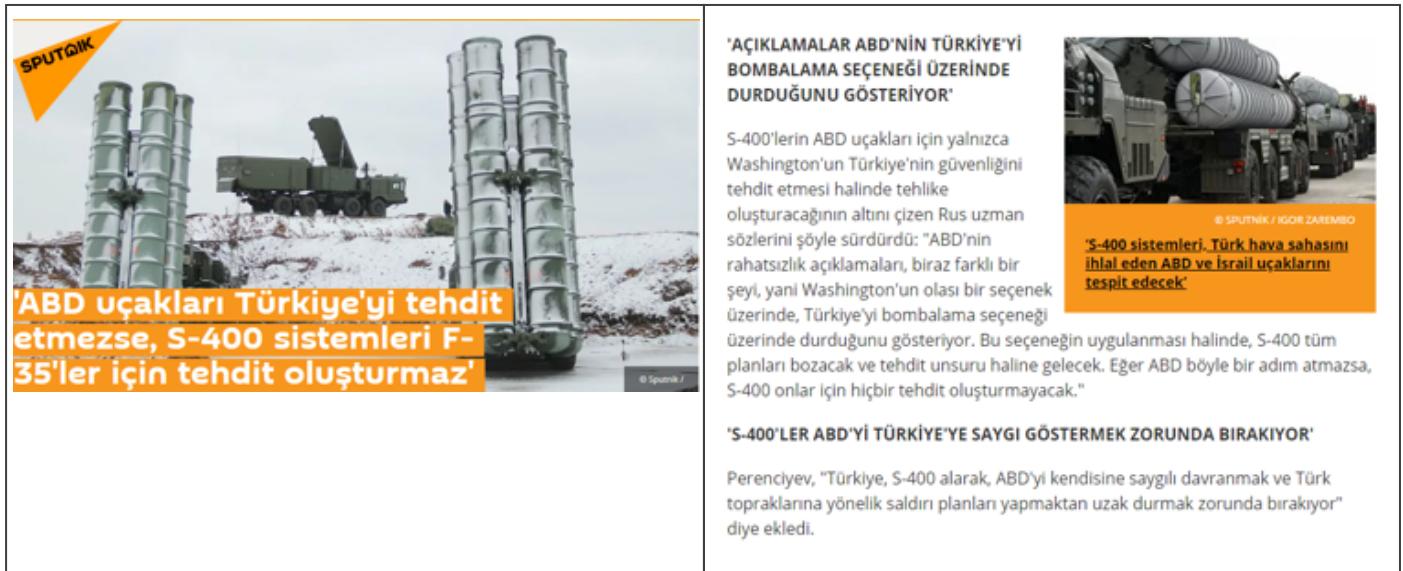 SPUTNIK
'ABD uçakları Türkiye'yi tehdit
etmezse, S-400 sistemleri F-
35'ler için tehdit oluşturmaz'
© Sputnik /
'AÇIKLAMALAR ABD'NİN TÜRKİYE'Yİ
BOMBALAMA SEÇENEĞİ ÜZERİNDE
DURDUĞUNU GÖSTERİYOR'
S-400'lerin ABD uçakları için yalnızca
Washington'un Türkiye'nin güvenliğini
tehdit etmesi halinde tehlike
oluşturacağının altını çizen Rus uzman
sözlerini şöyle sürdürdü: "ABD'nin
rahatsızlık açıklamaları, biraz farklı bir
şeyi, yani Washington'un olası bir seçenek
üzerinde, Türkiye'yi bombalama seçeneği
üzerinde durduğunu gösteriyor. Bu seçeneğin uygulanması halinde, S-400 tüm
planları bozacak ve tehdit unsuru haline gelecek. Eğer ABD böyle bir adım atmazsa,
S-400 onlar için hiçbir tehdit oluşturmayacak."
© SPUTNİK / IGOR ZAREMBO
'S-400 sistemleri, Türk hava sahasını
ihlal eden ABD ve İsrail uçaklarını
tespit edecek'
'S-400'LER ABD'Yİ TÜRKİYE'YE SAYGI GÖSTERMEK ZORUNDA BIRAKIYOR'
Perenciyev, "Türkiye, S-400 alarak, ABD'yi kendisine saygılı davranmak ve Türk
topraklarına yönelik saldırı planları yapmaktan uzak durmak zorunda bırakıyor"
diye ekledi.